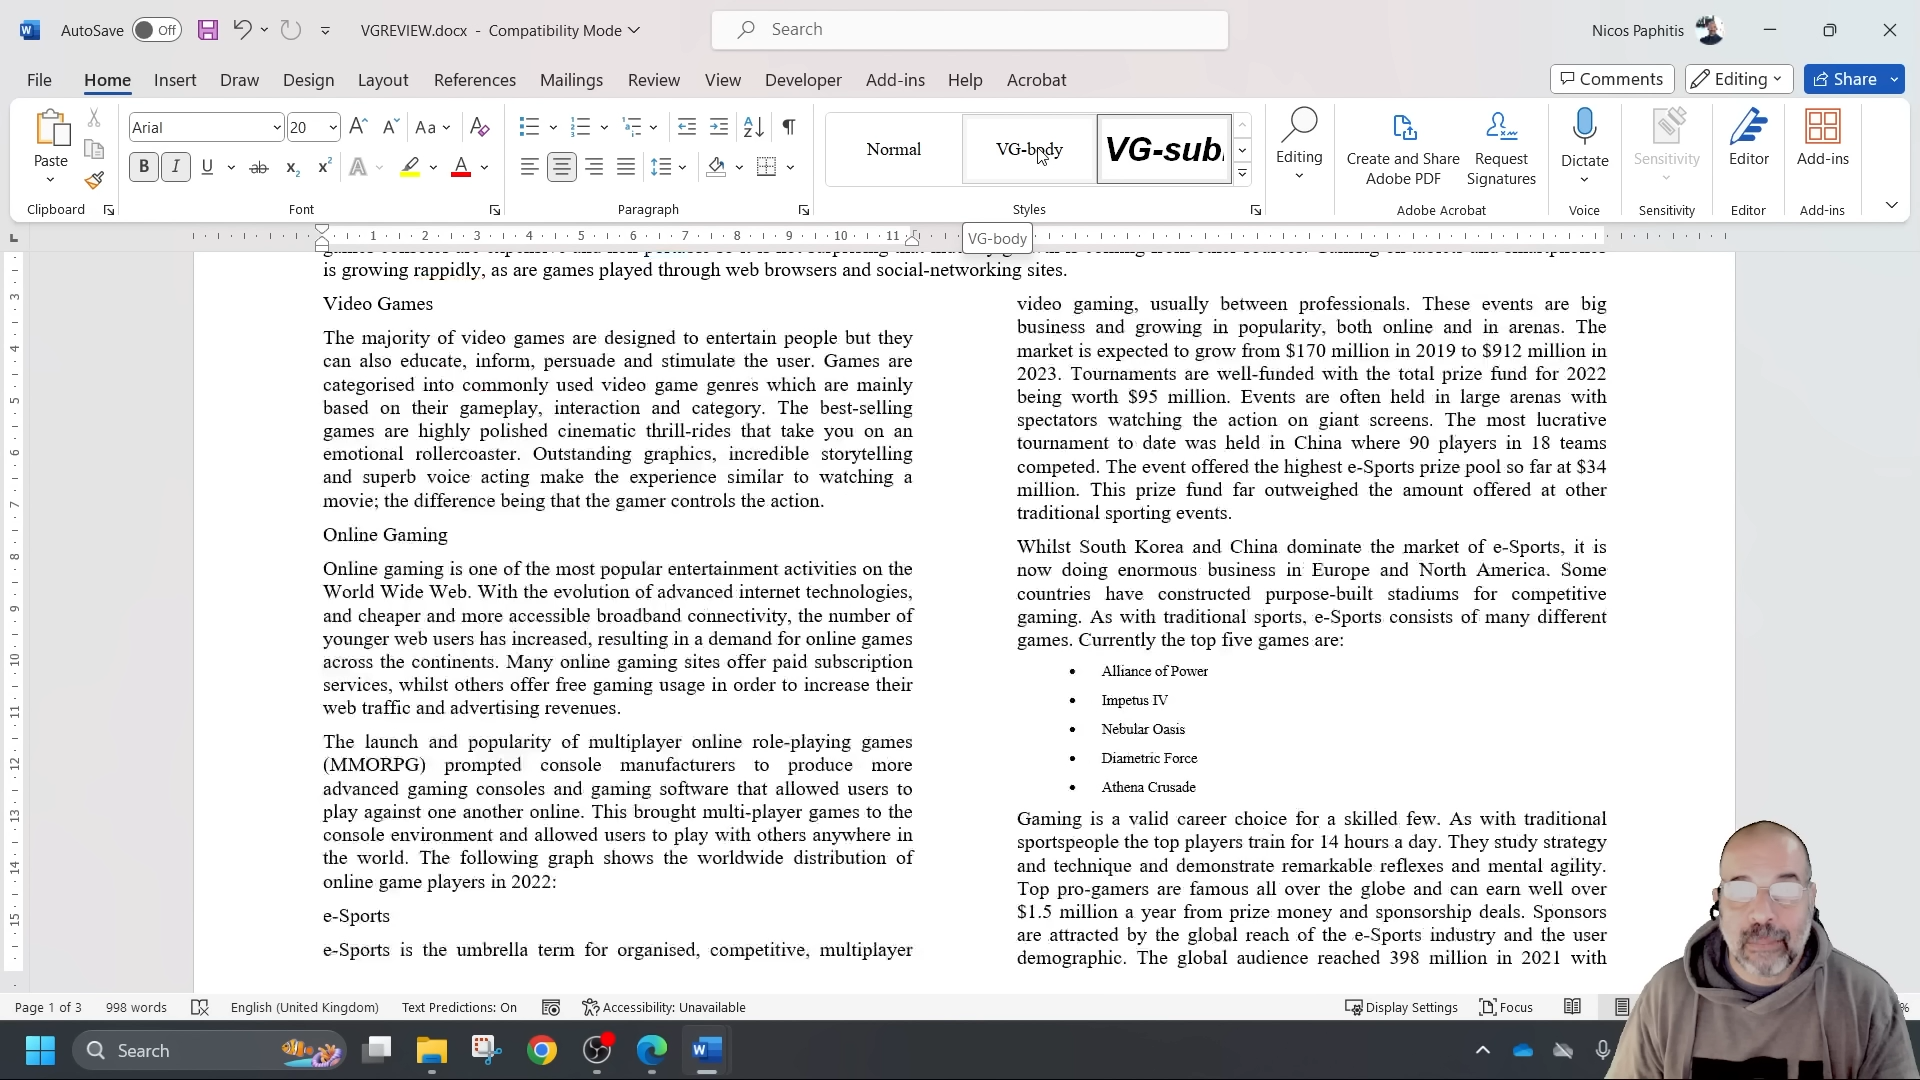 AutoSave Off VGREVIEW.docx - Compatibility Mode Search Nicos Paphitis
File Home Insert Draw Design Layout References Mailings Review View Developer Add-ins Help Acrobat Comments Editing Share
Paste
Clipboard
Arial 20
Font
Paragraph
Normal VG-body VG-sub
Styles
Editing
Create and Share
Adobe PDF
Request
Signatures
Adobe Acrobat
Dictate
Voice
Sensitivity
Sensitivity
Editor
Editor
Add-ins
Add-ins
1 2 3 4 5 6 7 8 9 10 11
VG-body
is growing rappidly, as are games played through web browsers and social-networking sites.
Video Games
The majority of video games are designed to entertain people but they
can also educate, inform, persuade and stimulate the user. Games are
categorised into commonly used video game genres which are mainly
based on their gameplay, interaction and category. The best-selling
games are highly polished cinematic thrill-rides that take you on an
emotional rollercoaster. Outstanding graphics, incredible storytelling
and superb voice acting make the experience similar to watching a
movie; the difference being that the gamer controls the action.
Online Gaming
Online gaming is one of the most popular entertainment activities on the
World Wide Web. With the evolution of advanced internet technologies,
and cheaper and more accessible broadband connectivity, the number of
younger web users has increased, resulting in a demand for online games
across the continents. Many online gaming sites offer paid subscription
services, whilst others offer free gaming usage in order to increase their
web traffic and advertising revenues.
The launch and popularity of multiplayer online role-playing games
(MMORPG) prompted console manufacturers to produce more
advanced gaming consoles and gaming software that allowed users to
play against one another online. This brought multi-player games to the
console environment and allowed users to play with others anywhere in
the world. The following graph shows the worldwide distribution of
online game players in 2022:
e-Sports
e-Sports is the umbrella term for organised, competitive, multiplayer
video gaming, usually between professionals. These events are big
business and growing in popularity, both online and in arenas. The
market is expected to grow from $170 million in 2019 to $912 million in
2023. Tournaments are well-funded with the total prize fund for 2022
being worth $95 million. Events are often held in large arenas with
spectators watching the action on giant screens. The most lucrative
tournament to date was held in China where 90 players in 18 teams
competed. The event offered the highest e-Sports prize pool so far at $34
million. This prize fund far outweighed the amount offered at other
traditional sporting events.
Whilst South Korea and China dominate the market of e-Sports, it is
now doing enormous business in Europe and North America. Some
countries have constructed purpose-built stadiums for competitive
gaming. As with traditional sports, e-Sports consists of many different
games. Currently the top five games are:
• Alliance of Power
• Impetus IV
• Nebular Oasis
• Diametric Force
• Athena Crusade
Gaming is a valid career choice for a skilled few. As with traditional
sportspeople the top players train for 14 hours a day. They study strategy
and technique and demonstrate remarkable reflexes and mental agility.
Top pro-gamers are famous all over the globe and can earn well over
$1.5 million a year from prize money and sponsorship deals. Sponsors
are attracted by the global reach of the e-Sports industry and the user
demographic. The global audience reached 398 million in 2021 with
Page 1 of 3 998 words English (United Kingdom) Text Predictions: On Accessibility: Unavailable Display Settings Focus
Search